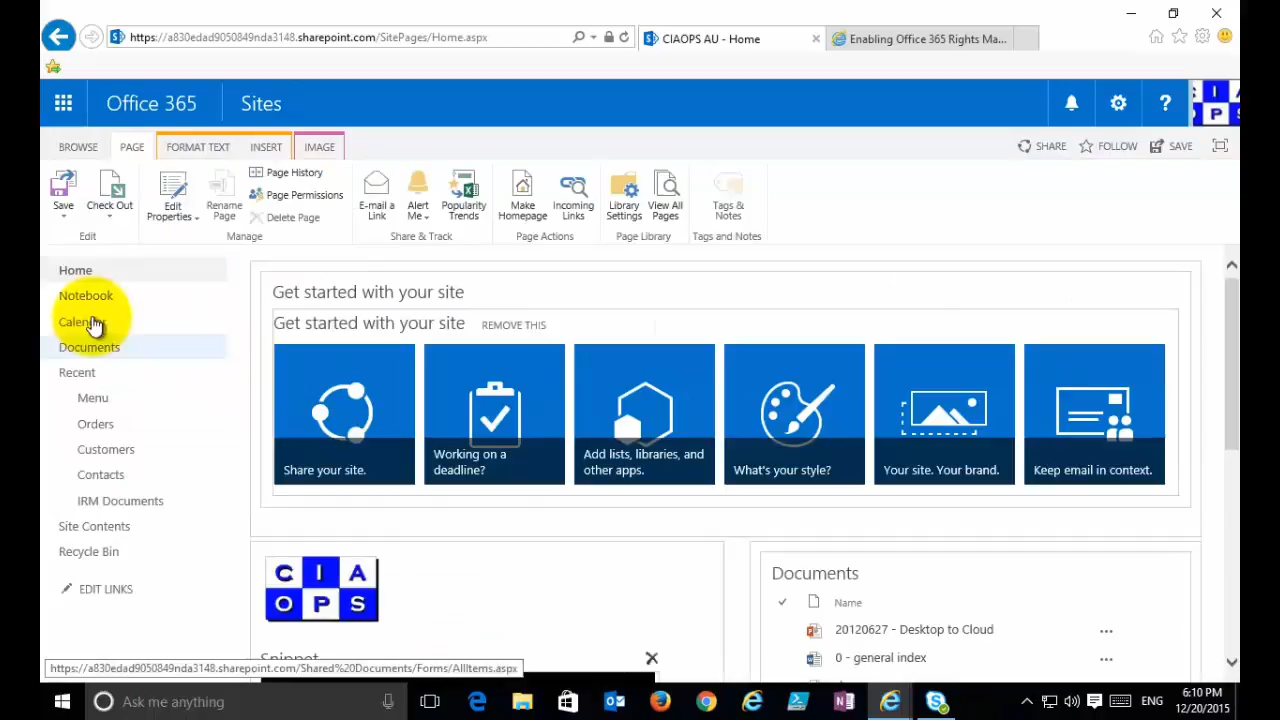 https://a830edad9050849nda3148.sharepoint.com/SitePages/Home.aspx
CIAOPS AU - Home
Enabling Office 365 Rights Ma...
Office 365
Sites
?
C I A
O P S
BROWSE
PAGE
FORMAT TEXT
INSERT
IMAGE
SHARE
FOLLOW
SAVE
Save
Check Out
Edit
Edit Properties
Rename Page
Page History
Page Permissions
Delete Page
Manage
E-mail a Link
Alert Me
Popularity Trends
Share & Track
Make Homepage
Incoming Links
Page Actions
Library Settings
View All Pages
Page Library
Tags & Notes
Tags and Notes
Home
Notebook
Calendar
Documents
Recent
Menu
Orders
Customers
Contacts
IRM Documents
Site Contents
Recycle Bin
EDIT LINKS
Get started with your site
Get started with your site
REMOVE THIS
Share your site.
Working on a deadline?
Add lists, libraries, and other apps.
What's your style?
Your site. Your brand.
Keep email in context.
C I A
O P S
Snippet
Documents
Name
20120627 - Desktop to Cloud
0 - general index
https://a830edad9050849nda3148.sharepoint.com/Shared%20Documents/Forms/AllItems.aspx
Ask me anything
ENG
6:10 PM
12/20/2015